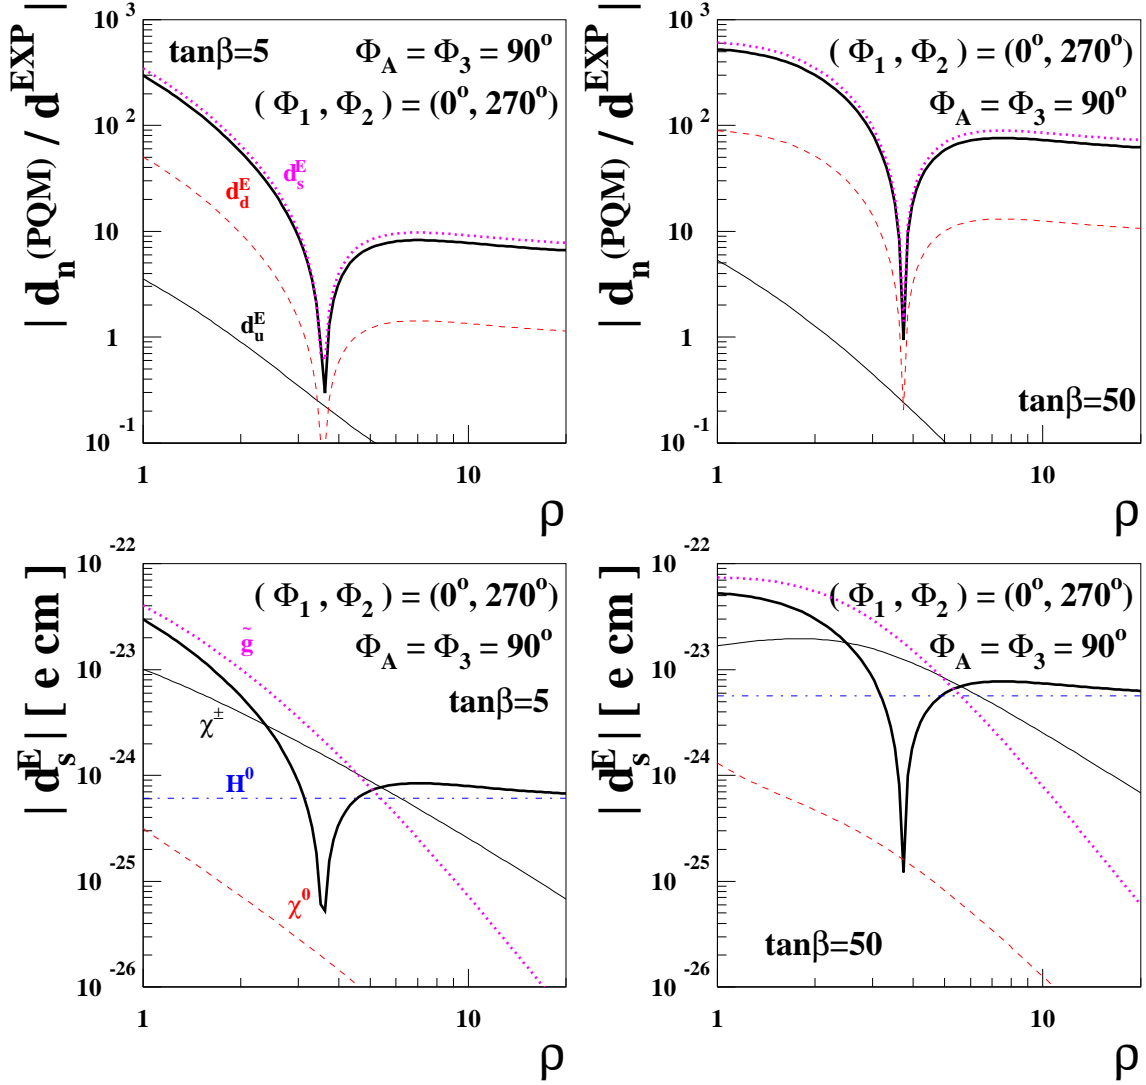 | d_n^(PQM) / d^EXP |
10^3
10^2
10
1
10^-1
tanβ=5
Φ_A = Φ_3 = 90°
( Φ_1 , Φ_2 ) = (0°, 270°)
d_s^E
d_d^E
d_u^E
1
10
ρ
| d_n^(PQM) / d^EXP |
10^3
10^2
10
1
10^-1
( Φ_1 , Φ_2 ) = (0°, 270°)
Φ_A = Φ_3 = 90°
tanβ=50
1
10
ρ
| d_s^E | [ e cm ]
10^-22
10^-23
10^-24
10^-25
10^-26
( Φ_1 , Φ_2 ) = (0°, 270°)
g̃
Φ_A = Φ_3 = 90°
tanβ=5
χ^±
H^0
χ^0
1
10
ρ
| d_s^E | [ e cm ]
10^-22
10^-23
10^-24
10^-25
10^-26
( Φ_1 , Φ_2 ) = (0°, 270°)
Φ_A = Φ_3 = 90°
tanβ=50
1
10
ρ